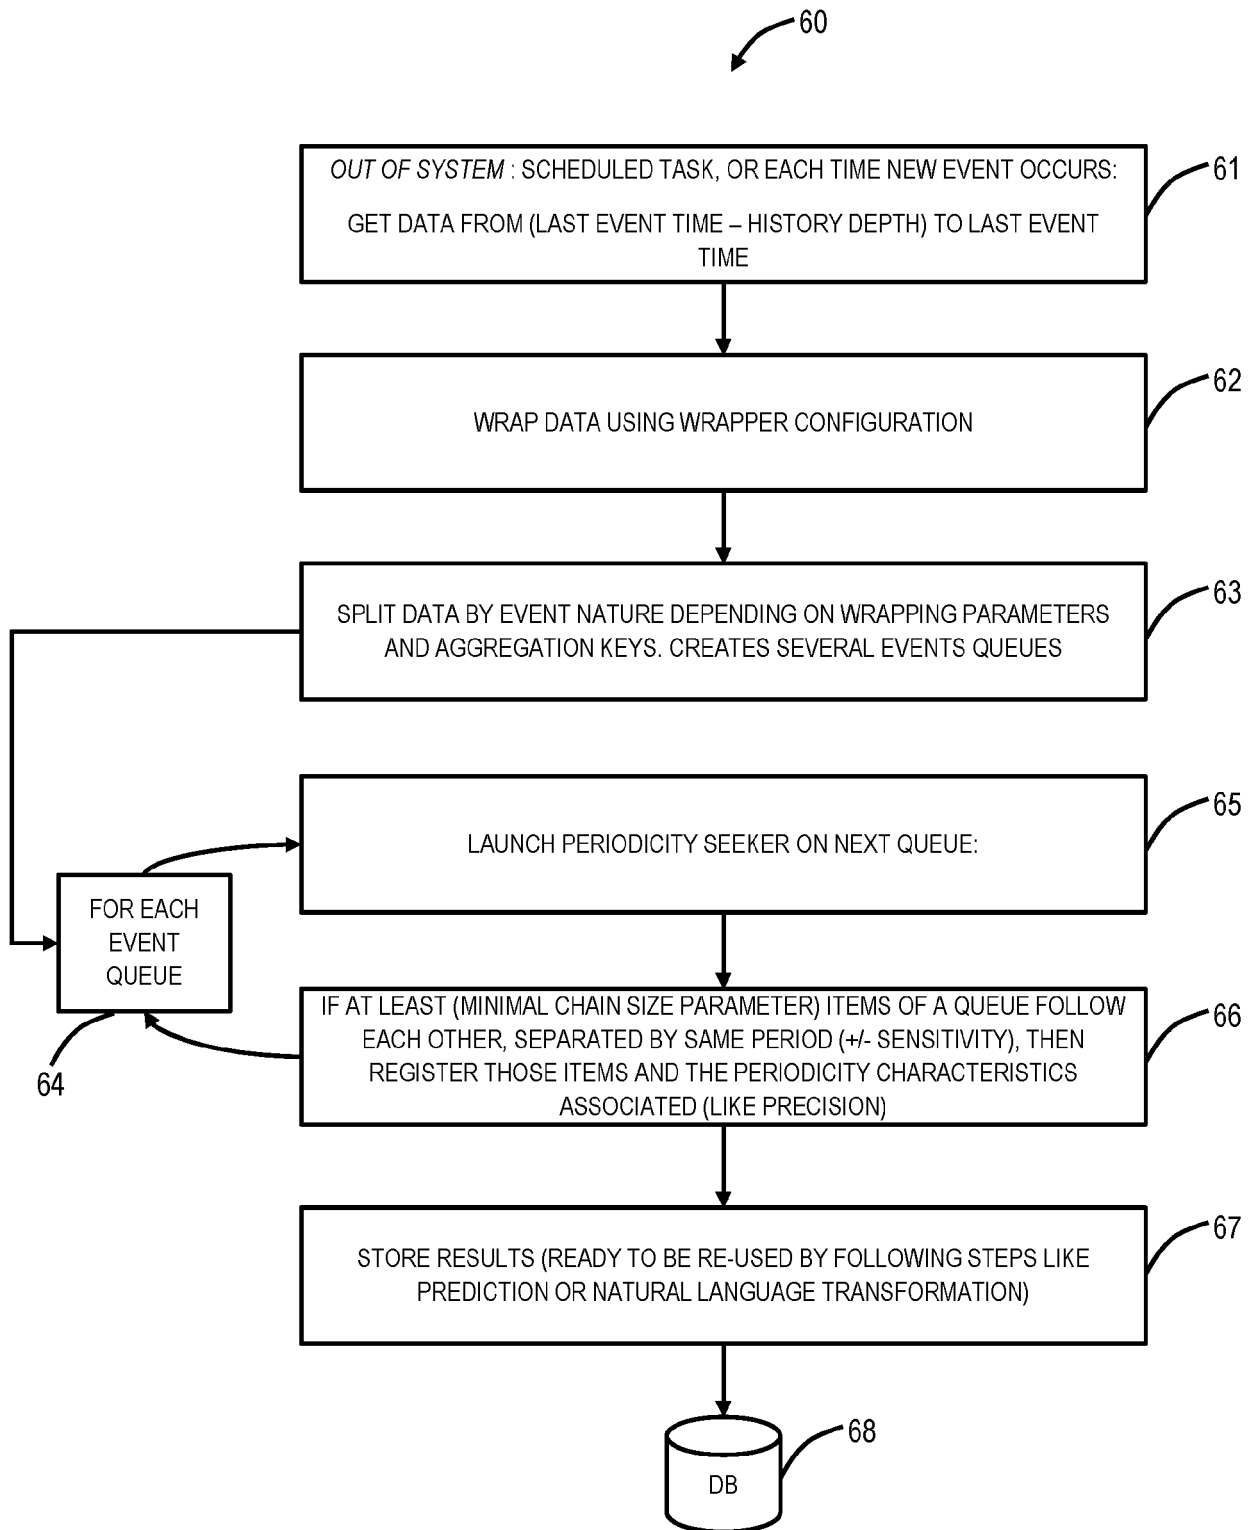 60
OUT OF SYSTEM : SCHEDULED TASK, OR EACH TIME NEW EVENT OCCURS:
GET DATA FROM (LAST EVENT TIME – HISTORY DEPTH) TO LAST EVENT
TIME
61
WRAP DATA USING WRAPPER CONFIGURATION
62
SPLIT DATA BY EVENT NATURE DEPENDING ON WRAPPING PARAMETERS
AND AGGREGATION KEYS. CREATES SEVERAL EVENTS QUEUES
63
FOR EACH
EVENT
QUEUE
64
LAUNCH PERIODICITY SEEKER ON NEXT QUEUE:
65
IF AT LEAST (MINIMAL CHAIN SIZE PARAMETER) ITEMS OF A QUEUE FOLLOW
EACH OTHER, SEPARATED BY SAME PERIOD (+/- SENSITIVITY), THEN
REGISTER THOSE ITEMS AND THE PERIODICITY CHARACTERISTICS
ASSOCIATED (LIKE PRECISION)
66
STORE RESULTS (READY TO BE RE-USED BY FOLLOWING STEPS LIKE
PREDICTION OR NATURAL LANGUAGE TRANSFORMATION)
67
DB
68